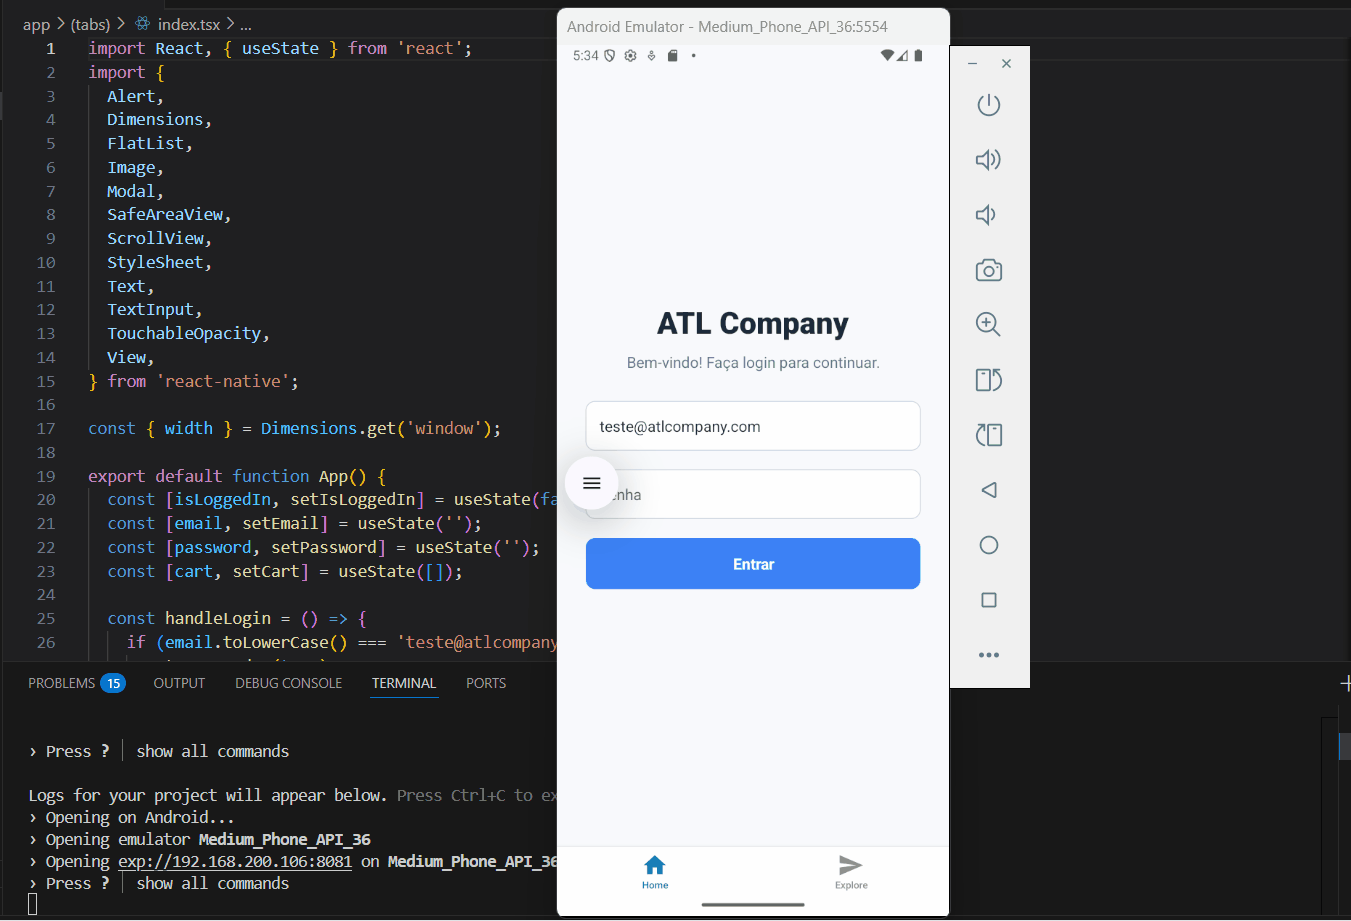 app > (tabs) > index.tsx > ...
1 import React, { useState } from 'react';
2 import {
3 Alert,
4 Dimensions,
5 FlatList,
6 Image,
7 Modal,
8 SafeAreaView,
9 ScrollView,
10 StyleSheet,
11 Text,
12 TextInput,
13 TouchableOpacity,
14 View,
15 } from 'react-native';
16
17 const { width } = Dimensions.get('window');
18
19 export default function App() {
20 const [isLoggedIn, setIsLoggedIn] = useState(fa
21 const [email, setEmail] = useState('');
22 const [password, setPassword] = useState('');
23 const [cart, setCart] = useState([]);
24
25 const handleLogin = () => {
26 if (email.toLowerCase() === 'teste@atlcompany
PROBLEMS 15 OUTPUT DEBUG CONSOLE TERMINAL PORTS
› Press ? │ show all commands
Logs for your project will appear below. Press Ctrl+C to ex
› Opening on Android...
› Opening emulator Medium_Phone_API_36
› Opening exp://192.168.200.106:8081 on Medium_Phone_API_36
› Press ? │ show all commands
Android Emulator - Medium_Phone_API_36:5554
5:34
ATL Company
Bem-vindo! Faça login para continuar.
teste@atlcompany.com
enha
Entrar
Home
Explore